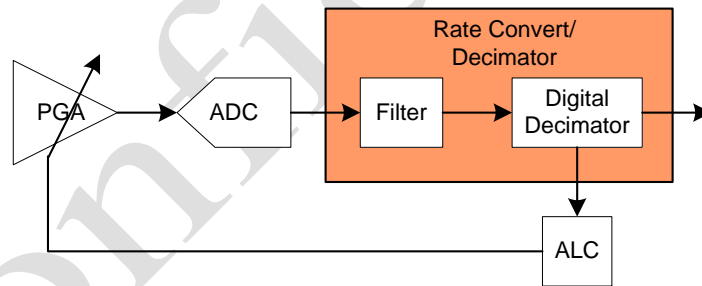 Rate Convert/
Decimator
PGA
ADC
Filter
Digital
Decimator
ALC